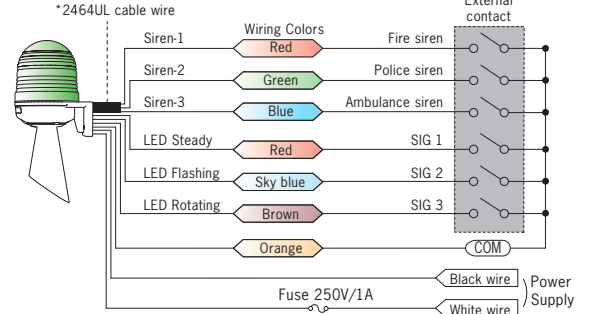 External
contact
*2464UL cable wire
Wiring Colors
Siren-1 Red Fire siren
Siren-2 Green Police siren
Siren-3 Blue Ambulance siren
LED Steady Red SIG 1
LED Flashing Sky blue SIG 2
LED Rotating Brown SIG 3
Orange COM
Black wire
Fuse 250V/1A
White wire
Power
Supply